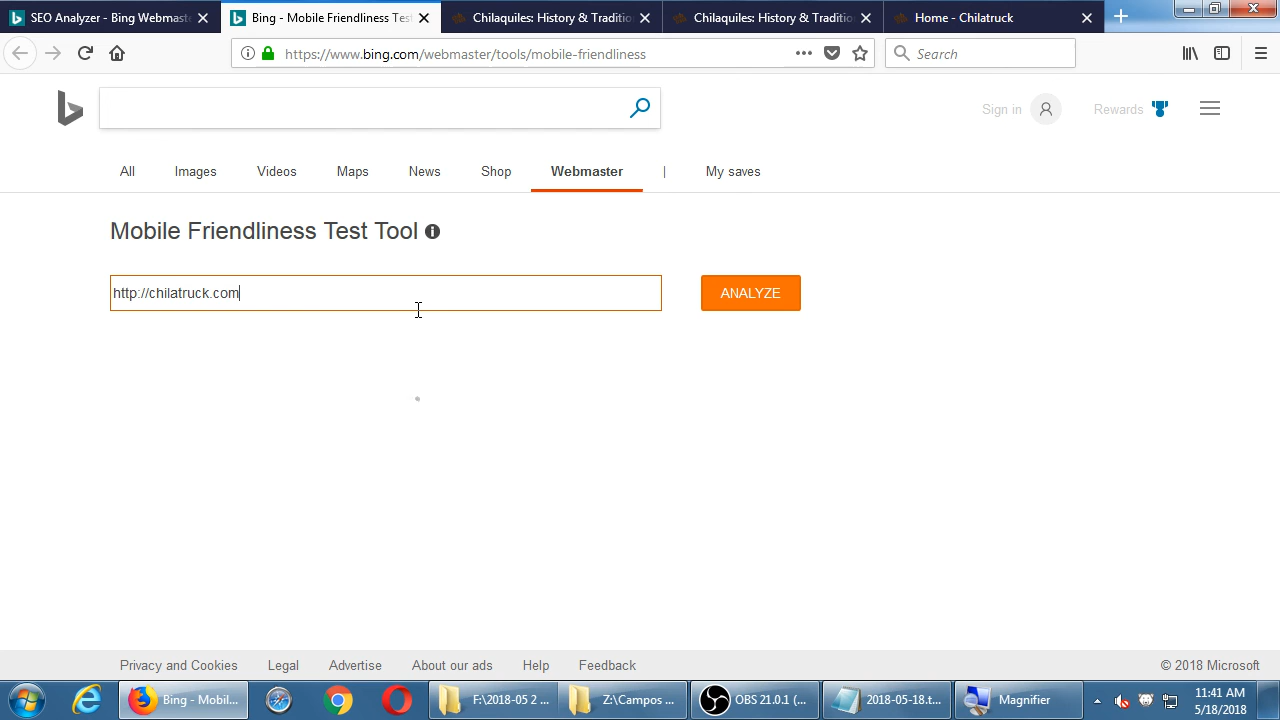 SEO Analyzer - Bing Webmaste
Bing - Mobile Friendliness Tes
Chilaquiles: History & Traditio
Chilaquiles: History & Traditio
Home - Chilatruck
https://www.bing.com/webmaster/tools/mobile-friendliness
Search
Sign in
Rewards
All
Images
Videos
Maps
News
Shop
Webmaster
|
My saves
Mobile Friendliness Test Tool
http://chilatruck.com
ANALYZE
Privacy and Cookies
Legal
Advertise
About our ads
Help
Feedback
© 2018 Microsoft
Bing - Mobil...
F:\2018-05 2 ...
Z:\Campos ...
OBS 21.0.1 (...
2018-05-18.t...
Magnifier
11:41 AM
5/18/2018